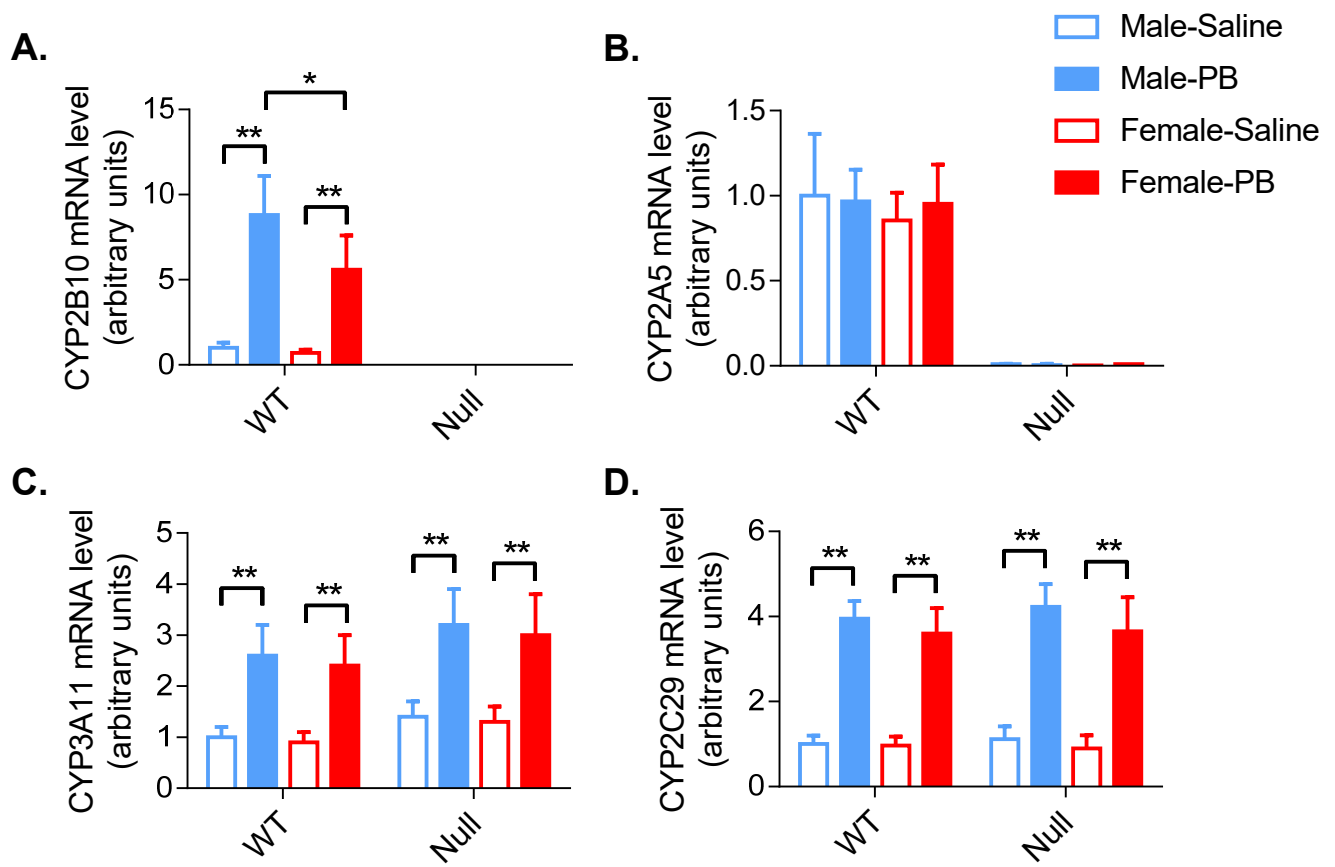 A.
CYP2B10 mRNA level
(arbitrary units)
15
10
5
0
**
*
**
WT
Null
B.
CYP2A5 mRNA level
(arbitrary units)
1.5
1.0
0.5
0.0
WT
Null
Male-Saline
Male-PB
Female-Saline
Female-PB
C.
CYP3A11 mRNA level
(arbitrary units)
5
4
3
2
1
0
**
**
**
**
WT
Null
D.
CYP2C29 mRNA level
(arbitrary units)
6
4
2
0
**
**
**
**
WT
Null